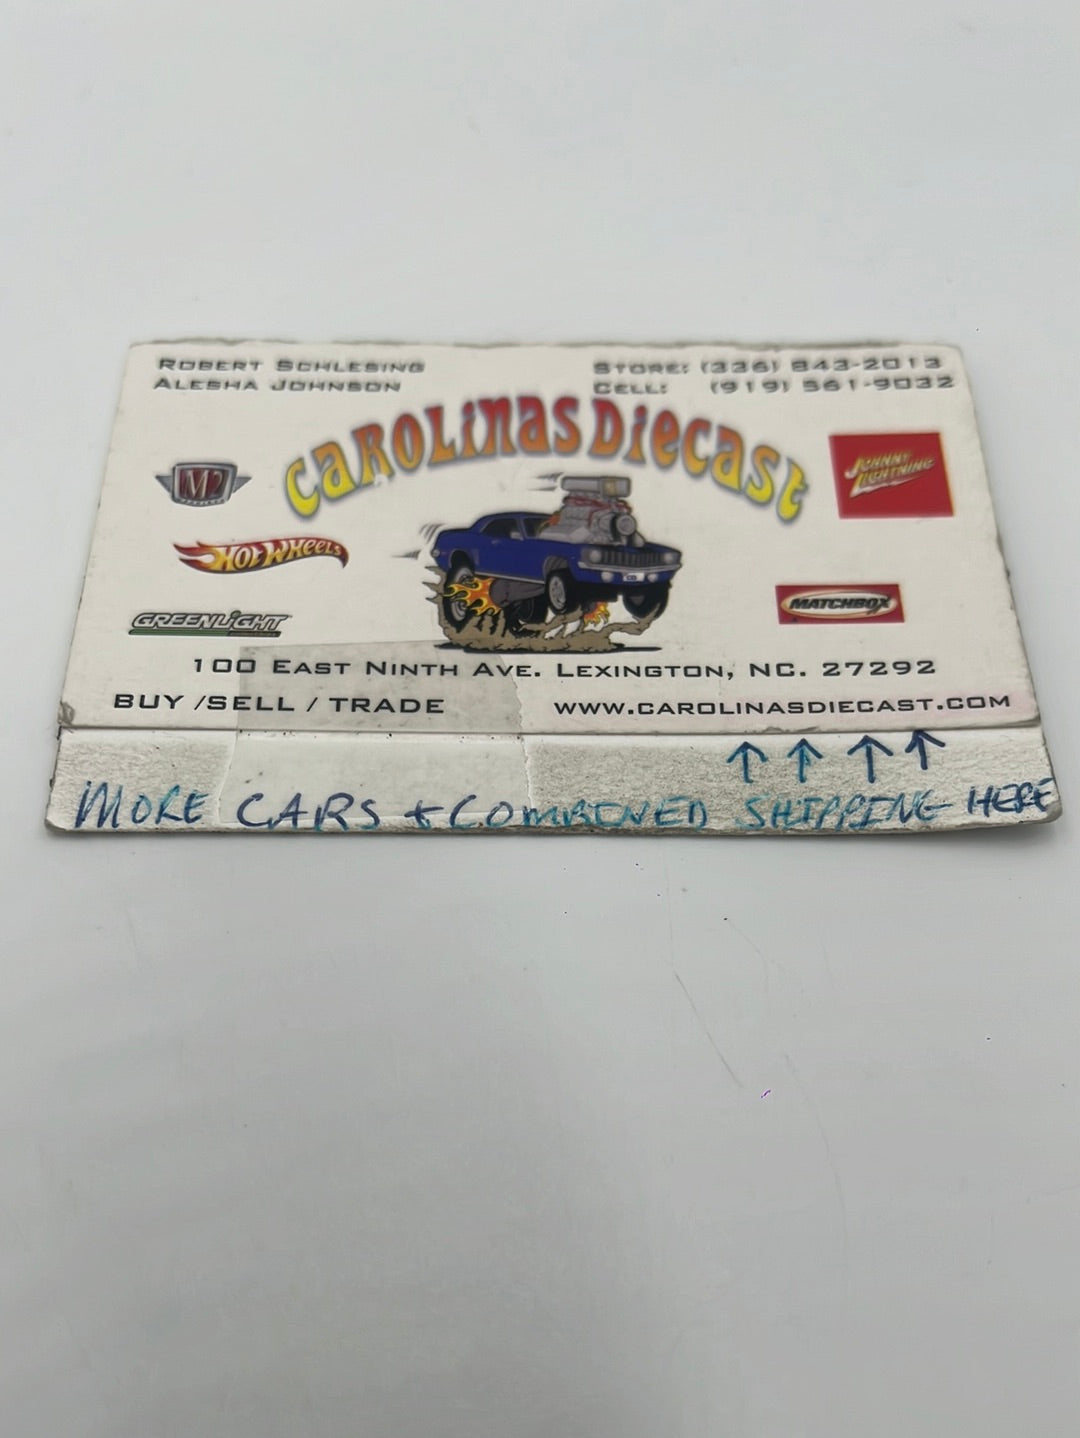 ROBERT SCHLESING
ALESHA JOHNSON
STORE: (336) 843-2013
CELL: (919) 561-9032
CAROLINAS DIECAST
M2
JOHNNY LIGHTNING
HOT WHEELS
MATCHBOX
GREENLIGHT
100 EAST NINTH AVE. LEXINGTON, NC. 27292
BUY /SELL / TRADE
WWW.CAROLINASDIECAST.COM
MORE CARS + COMBINED SHIPPING HERE